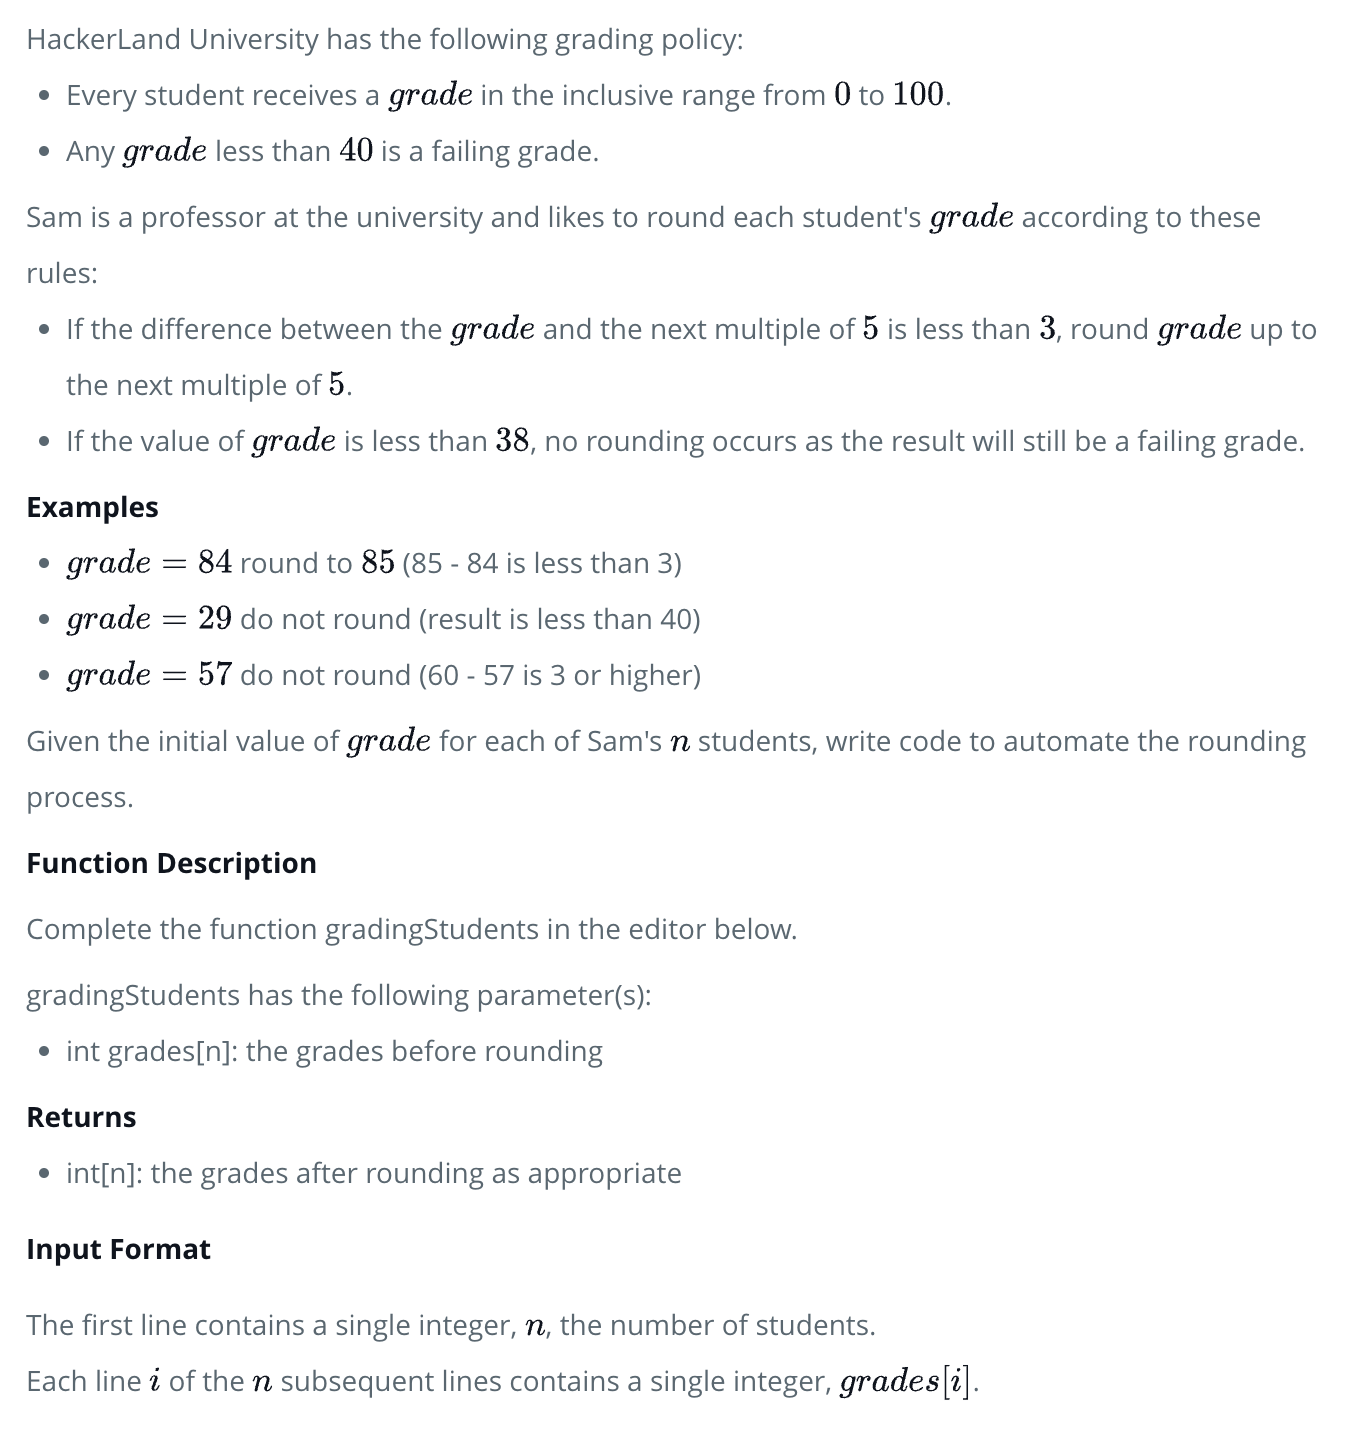 HackerLand University has the following grading policy:
• Every student receives a grade in the inclusive range from 0 to 100.
• Any grade less than 40 is a failing grade.
Sam is a professor at the university and likes to round each student's grade according to these
rules:
• If the difference between the grade and the next multiple of 5 is less than 3, round grade up to
the next multiple of 5.
• If the value of grade is less than 38, no rounding occurs as the result will still be a failing grade.
Examples
• grade = 84 round to 85 (85 - 84 is less than 3)
• grade = 29 do not round (result is less than 40)
• grade = 57 do not round (60 - 57 is 3 or higher)
Given the initial value of grade for each of Sam's n students, write code to automate the rounding
process.
Function Description
Complete the function gradingStudents in the editor below.
gradingStudents has the following parameter(s):
• int grades[n]: the grades before rounding
Returns
• int[n]: the grades after rounding as appropriate
Input Format
The first line contains a single integer, n, the number of students.
Each line i of the n subsequent lines contains a single integer, grades[i].